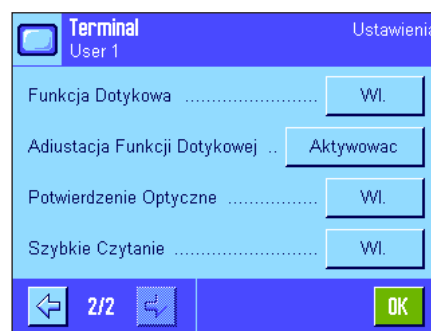 Terminal Ustawienia
User 1
Funkcja Dotykowa ........................ Wl.
Adiustacja Funkcji Dotykowej .. Aktywowac
Potwierdzenie Optyczne ................ Wl.
Szybkie Czytanie ......................... Wl.
2/2 OK